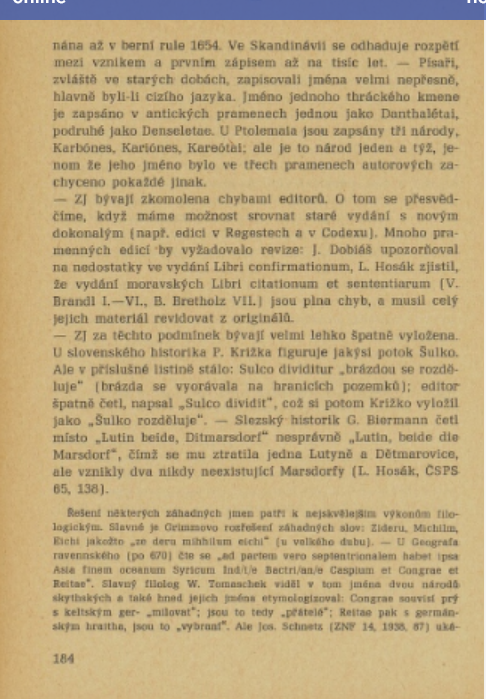 online
nána až v berní rule 1654. Ve Skandinávii se odhaduje rozpětí
mezi vznikem a prvním zápisem až na tisíc let. — Písaři,
zvláště ve starých dobách, zapisovali jména velmi nepřesně,
hlavně byli-li cizího jazyka. Jméno jednoho thráckého kmene
je zapsáno v antických pramenech jednou jako Danthalétai,
podruhé jako Denseletae. U Ptolemaia jsou zapsány tři národy,
Karbónes, Kariónes, Kareótai; ale je to národ jeden a týž, je-
nom že jeho jméno bylo ve třech pramenech autorových za-
chyceno pokaždé jinak.
— ZJ bývají zkomolena chybami editorů. O tom se přesvěd-
číme, když máme možnost srovnat staré vydání s novým
dokonalým (např. edici v Regestech a v Codexu). Mnoho pra-
menných edicí by vyžadovalo revize: J. Dobiáš upozorňoval
na nedostatky ve vydání Libri confirmationum, L. Hosák zjistil,
že vydání moravských Libri citationum et sententiarum (V.
Brandl I.—VI., B. Bretholz VII.) jsou plna chyb, a musil celý
jejich materiál revidovat z originálů.
— ZJ za těchto podmínek bývají velmi lehko špatně vyložena.
U slovenského historika P. Križka figuruje jakýsi potok Šulko.
Ale v příslušné listině stálo: Sulco dividitur „brázdou se rozdě-
luje" (brázda se vyorávala na hranicích pozemků); editor
špatně četl, napsal „Sulco dividit", což si potom Križko vyložil
jako „Šulko rozděluje". — Slezský historik G. Biermann četl
místo „Lutin beide, Ditmarsdorf" nesprávně „Lutin, beide die
Marsdorf", čímž se mu ztratila jedna Lutyně a Dětmarovice,
ale vznikly dva nikdy neexistující Marsdorfy (L. Hosák, ČSPS
65, 138).
Řešení některých záhadných jmen patří k nejskvělejším výkonům filo-
logickým. Slavné je Grimmovo rozřešení záhadných slov: Zideru, Michilm,
Eichi jakožto „ze deru mihhilun eichi" (u velkého dubu). — U Geografa
ravennského (po 670) čte se „ad partem vero septentrionalem habet ipsa
Asia finem oceanum Syricum Ind/i/e Bactri/an/e Caspium et Congrae et
Reitae". Slavný filolog W. Tomaschek viděl v tom jména dvou národů
skythských a také hned jejich jména etymologizoval: Congrae souvisí prý
s keltským ger- „milovat"; jsou to tedy „přátelé"; Reitae pak s germán-
ským hraitha, jsou to „vybraní". Ale Jos. Schnetz (ZNF 14, 1938, 87) uká-
184